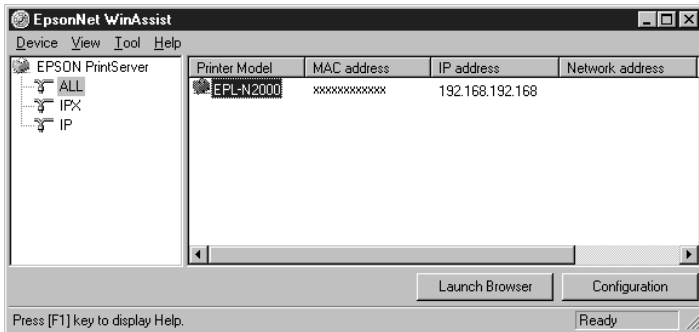 EpsonNet WinAssist
Device View Tool Help
EPSON PrintServer
ALL
IPX
IP
Printer Model MAC address IP address Network address
EPL-N2000 xxxxxxxxxxxx 192.168.192.168
Launch Browser Configuration
Press [F1] key to display Help. Ready